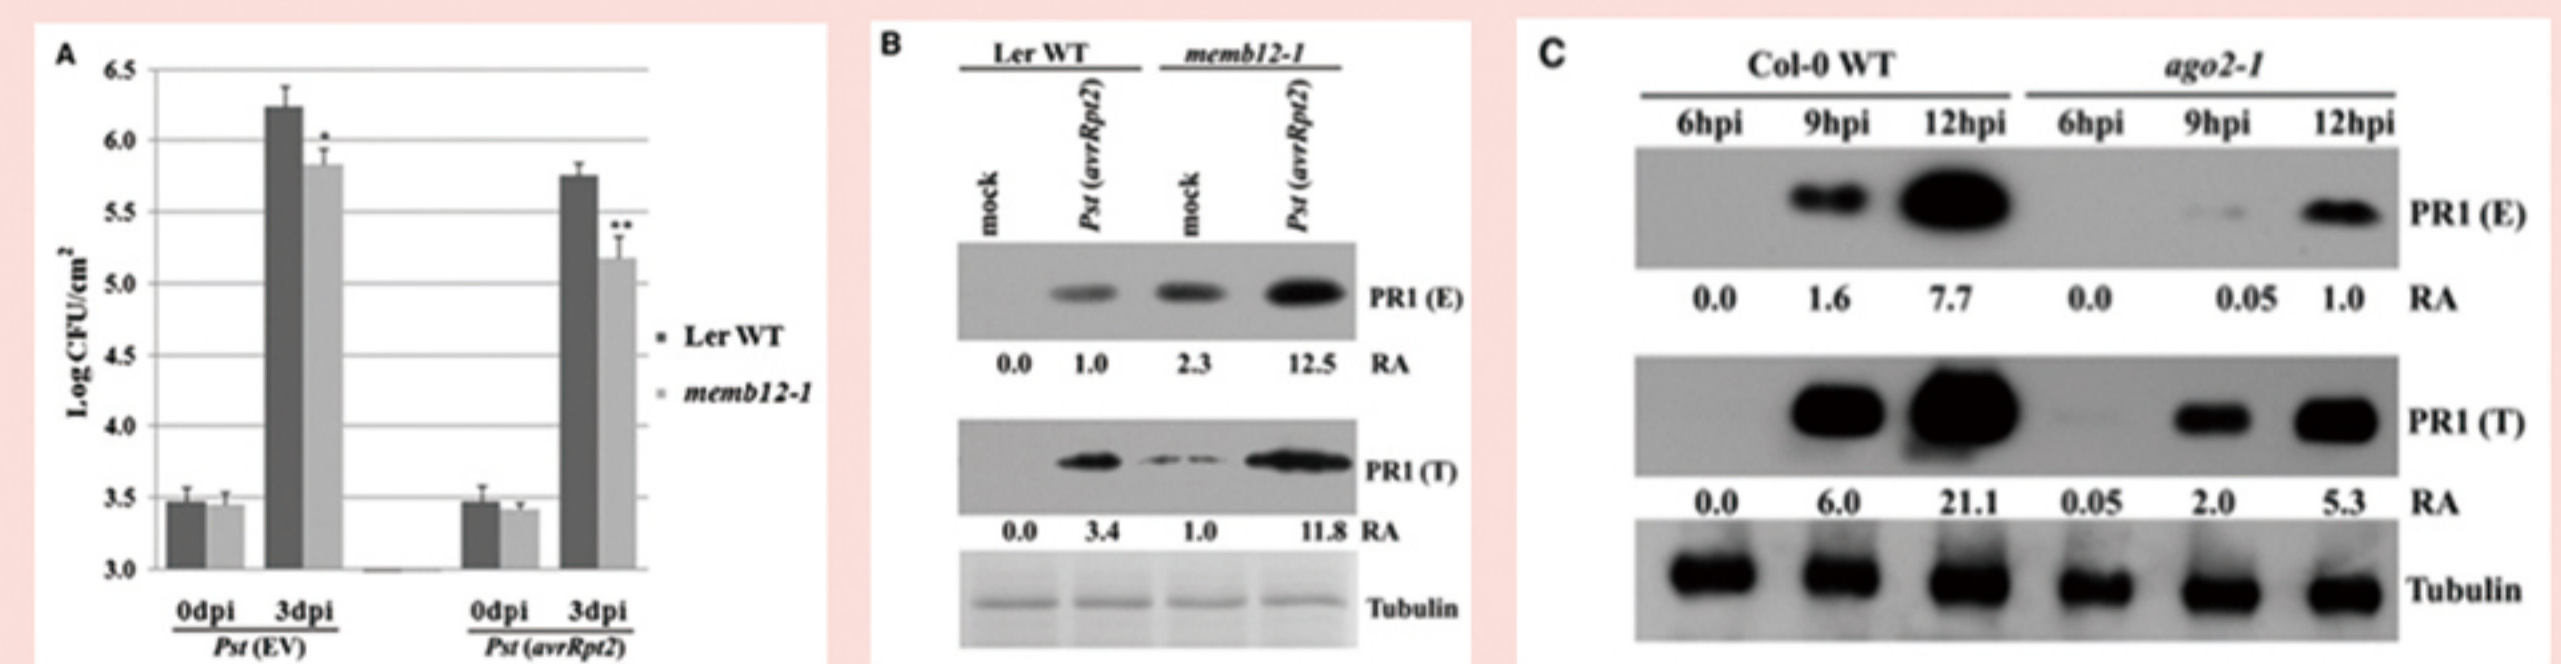 A
6.5
6.0
5.5
5.0
4.5
4.0
3.5
3.0
Log CFU/cm²
*
**
Ler WT
memb12-1
0dpi 3dpi 0dpi 3dpi
Pst (EV) Pst (avrRpt2)
B
Ler WT memb12-1
mock Pst (avrRpt2) mock Pst (avrRpt2)
PR1 (E)
0.0 1.0 2.3 12.5 RA
PR1 (T)
0.0 3.4 1.0 11.8 RA
Tubulin
C
Col-0 WT ago2-1
6hpi 9hpi 12hpi 6hpi 9hpi 12hpi
PR1 (E)
0.0 1.6 7.7 0.0 0.05 1.0 RA
PR1 (T)
0.0 6.0 21.1 0.05 2.0 5.3 RA
Tubulin